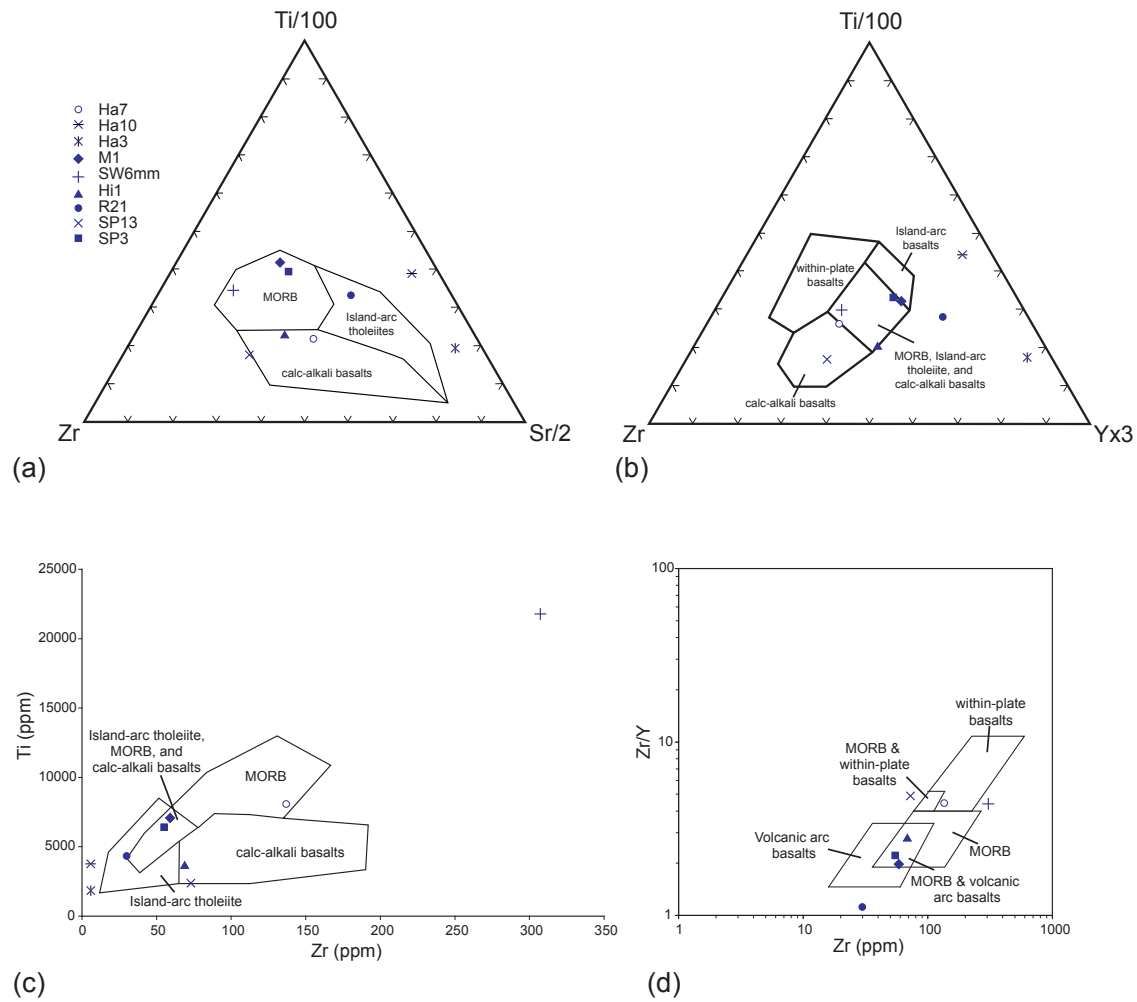 Ti/100
Ha7
Ha10
Ha3
M1
SW6mm
Hi1
R21
SP13
SP3
MORB
Island-arc
tholeiites
calc-alkali basalts
Zr
Sr/2
(a)
Ti/100
Island-arc
basalts
within-plate
basalts
MORB, Island-arc
tholeiite, and
calc-alkali basalts
calc-alkali basalts
Zr
Yx3
(b)
25000
20000
15000
10000
5000
0
Ti (ppm)
Island-arc tholeiite,
MORB, and
calc-alkali basalts
MORB
calc-alkali basalts
Island-arc tholeiite
0 50 100 150 200 250 300 350
Zr (ppm)
(c)
100
10
1
Zr/Y
within-plate
basalts
MORB &
within-plate
basalts
Volcanic arc
basalts
MORB
MORB & volcanic
arc basalts
1 10 100 1000
Zr (ppm)
(d)